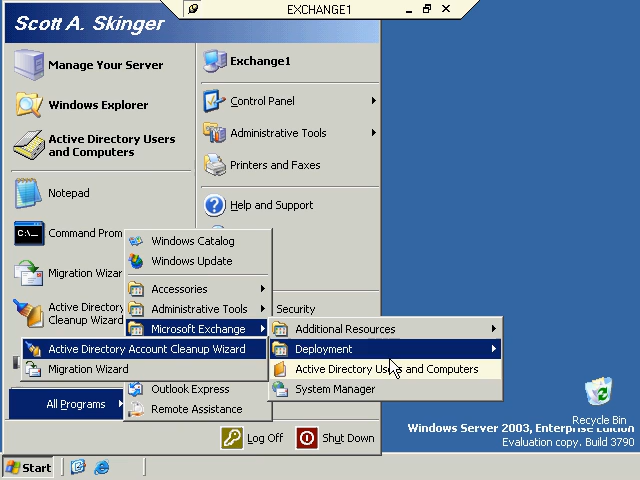 EXCHANGE1
Scott A. Skinger
Manage Your Server
Windows Explorer
Active Directory Users
and Computers
Notepad
Command Prom
Migration Wizar
Active Directory
Cleanup Wizard
All Programs
Exchange1
Control Panel
Administrative Tools
Printers and Faxes
Help and Support
Security
Windows Catalog
Windows Update
Accessories
Administrative Tools
Microsoft Exchange
Outlook Express
Remote Assistance
Active Directory Account Cleanup Wizard
Migration Wizard
Additional Resources
Deployment
Active Directory Users and Computers
System Manager
Log Off
Shut Down
Recycle Bin
Windows Server 2003, Enterprise Edition
Evaluation copy. Build 3790
Start